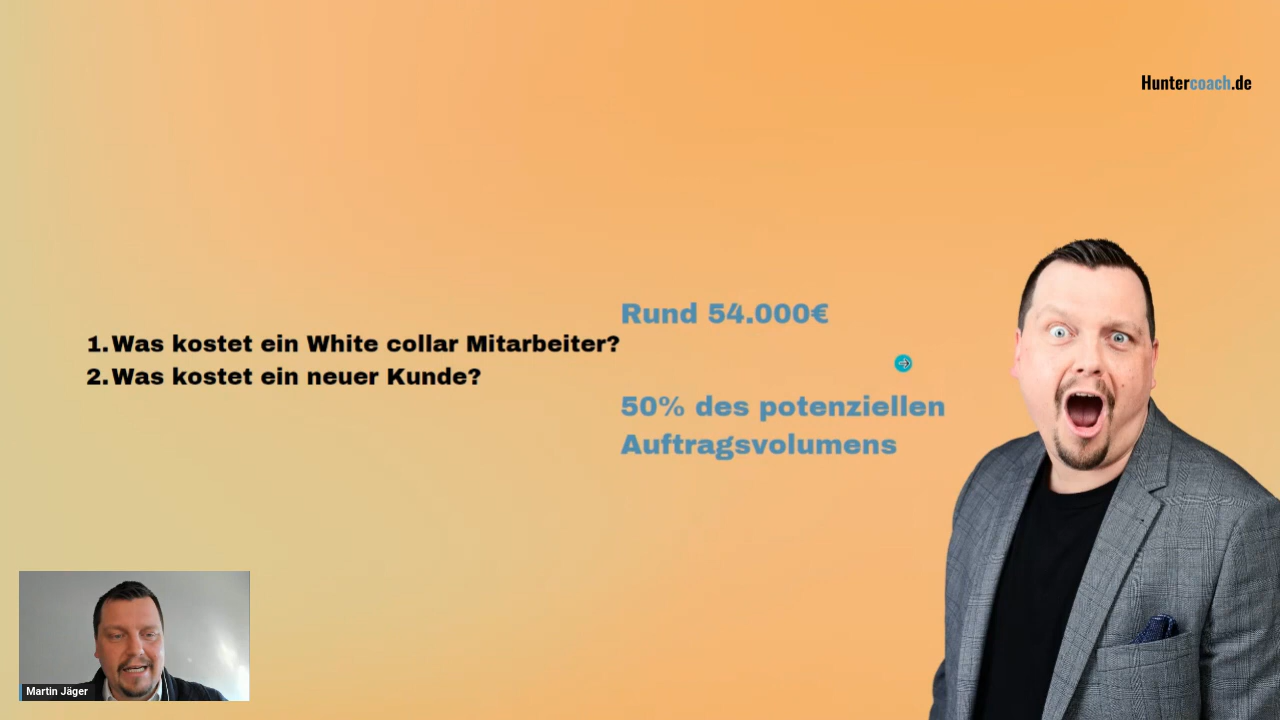 Huntercoach.de
Rund 54.000€
1.Was kostet ein White collar Mitarbeiter?
2.Was kostet ein neuer Kunde?
50% des potenziellen
Auftragsvolumens
Martin Jäger